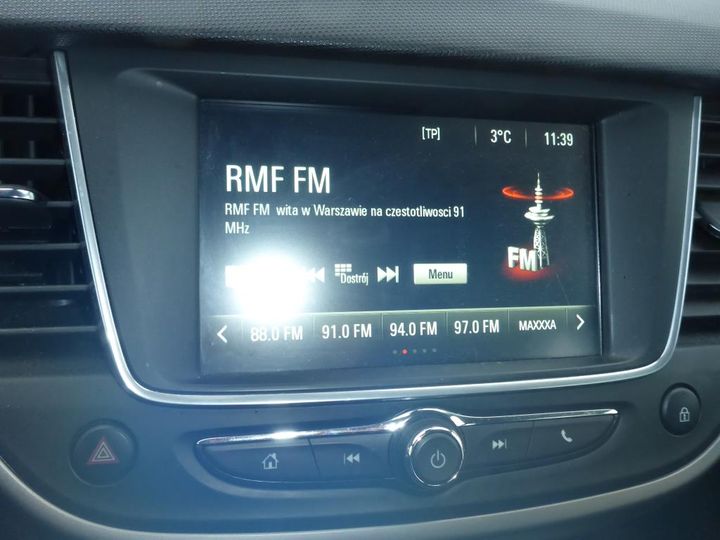 [TP] 3°C 11:39
RMF FM
RMF FM wita w Warszawie na czestotliwosci 91
MHz
FM
Dostrój Menu
88.0 FM 91.0 FM 94.0 FM 97.0 FM MAXXXA